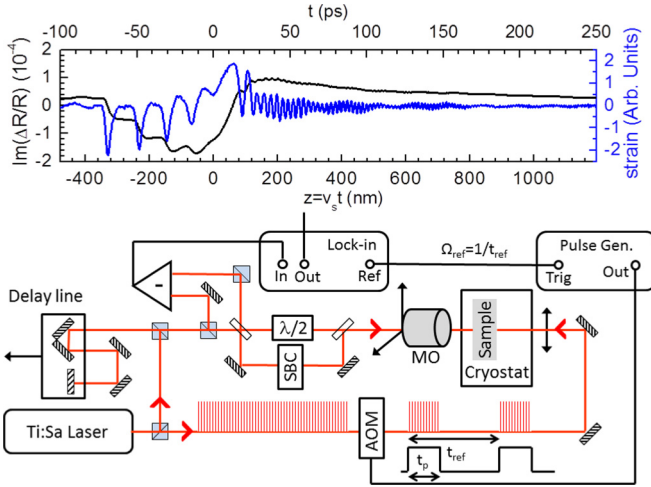 t (ps)
-100 -50 0 50 100 150 200 250
Im(ΔR/R) (10⁻⁴)
2
1
0
-1
-2
strain (Arb. Units)
2
1
0
-1
-2
-400 -200 0 200 400 600 800 1000
z=vₛt (nm)
Lock-in
In Out Ref
Ω_ref=1/t_ref
Pulse Gen.
Trig Out
-
Delay line
λ/2
SBC
MO
Sample
Cryostat
Ti:Sa Laser
AOM
t_ref
t_p